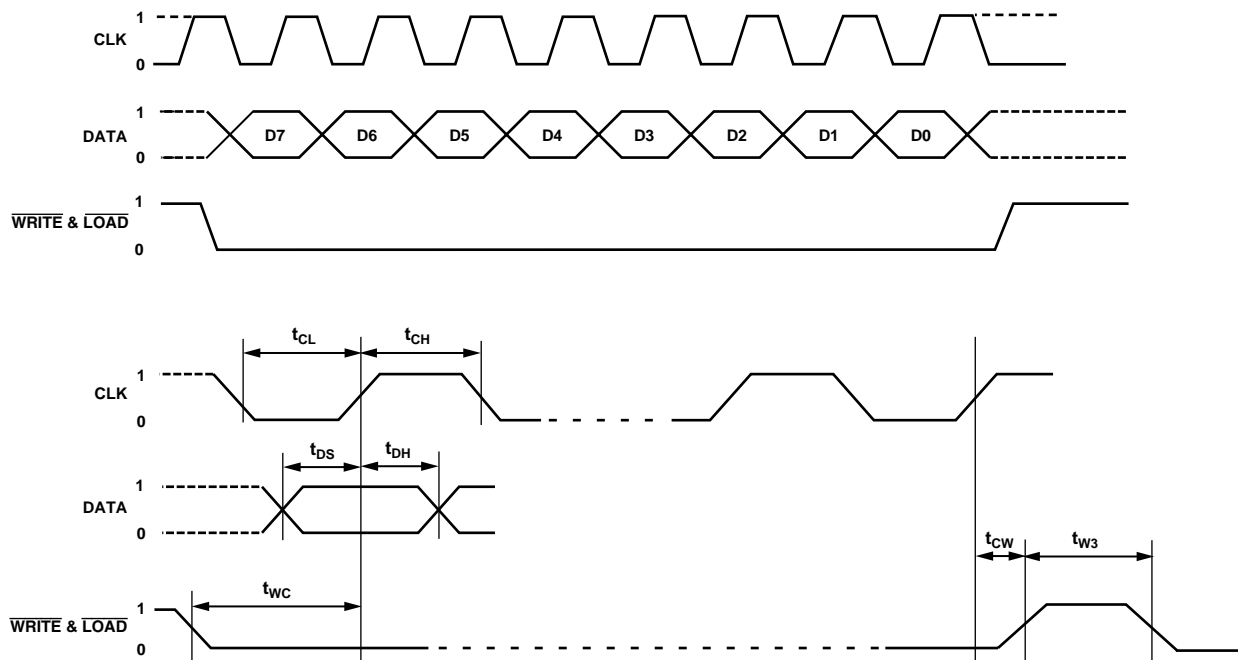 1
CLK
0
1
DATA
D7 D6 D5 D4 D3 D2 D1 D0
0
1
WRITE & LOAD
0
tCL tCH
1
CLK
0
tDS tDH
1
DATA
0
tCW tW3
tWC
1
WRITE & LOAD
0